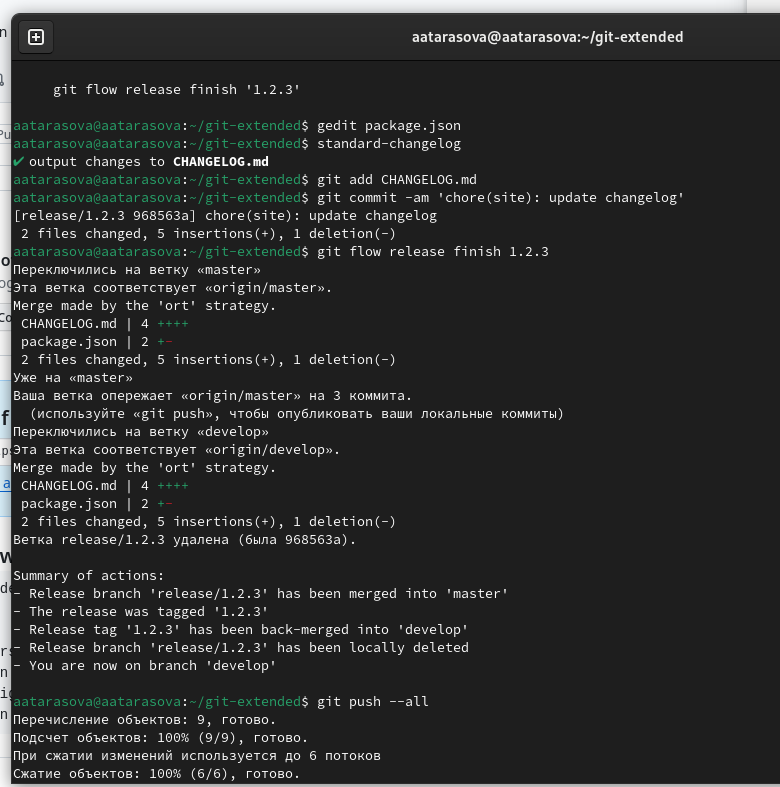 aatarasova@aatarasova:~/git-extended
git flow release finish '1.2.3'
aatarasova@aatarasova:~/git-extended$ gedit package.json
aatarasova@aatarasova:~/git-extended$ standard-changelog
✔ output changes to CHANGELOG.md
aatarasova@aatarasova:~/git-extended$ git add CHANGELOG.md
aatarasova@aatarasova:~/git-extended$ git commit -am 'chore(site): update changelog'
[release/1.2.3 968563a] chore(site): update changelog
2 files changed, 5 insertions(+), 1 deletion(-)
aatarasova@aatarasova:~/git-extended$ git flow release finish 1.2.3
Переключились на ветку «master»
Эта ветка соответствует «origin/master».
Merge made by the 'ort' strategy.
CHANGELOG.md | 4 ++++
package.json | 2 +-
2 files changed, 5 insertions(+), 1 deletion(-)
Уже на «master»
Ваша ветка опережает «origin/master» на 3 коммита.
(используйте «git push», чтобы опубликовать ваши локальные коммиты)
Переключились на ветку «develop»
Эта ветка соответствует «origin/develop».
Merge made by the 'ort' strategy.
CHANGELOG.md | 4 ++++
package.json | 2 +-
2 files changed, 5 insertions(+), 1 deletion(-)
Ветка release/1.2.3 удалена (была 968563a).
Summary of actions:
- Release branch 'release/1.2.3' has been merged into 'master'
- The release was tagged '1.2.3'
- Release tag '1.2.3' has been back-merged into 'develop'
- Release branch 'release/1.2.3' has been locally deleted
- You are now on branch 'develop'
aatarasova@aatarasova:~/git-extended$ git push --all
Перечисление объектов: 9, готово.
Подсчет объектов: 100% (9/9), готово.
При сжатии изменений используется до 6 потоков
Сжатие объектов: 100% (6/6), готово.